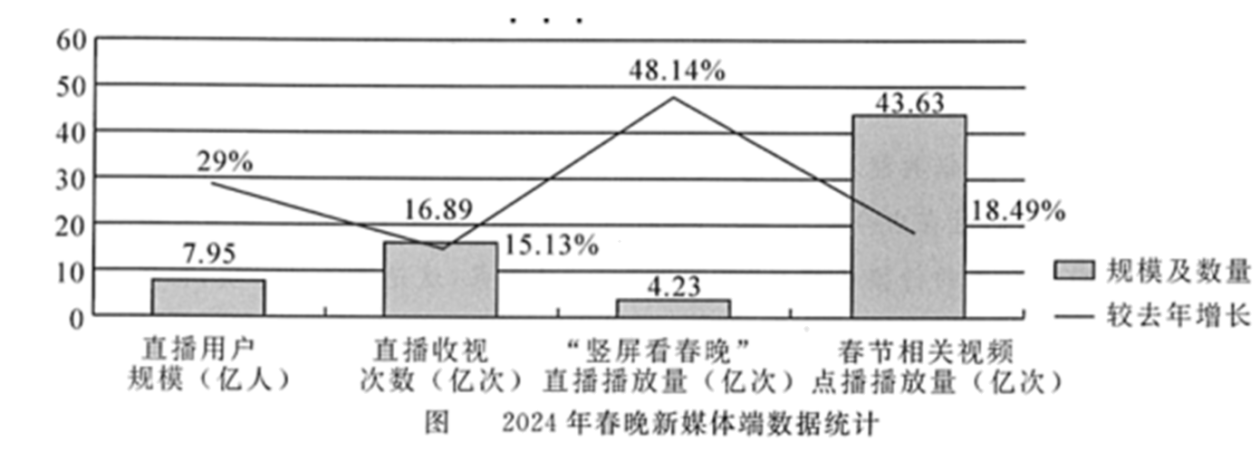 60
50
40
30
20
10
0
29%
7.95
16.89
15.13%
48.14%
4.23
43.63
18.49%
规模及数量
较去年增长
直播用户
规模（亿人）
直播收视
次数（亿次）
“竖屏看春晚”
直播播放量（亿次）
春节相关视频
点播播放量（亿次）
图 2024 年春晚新媒体端数据统计